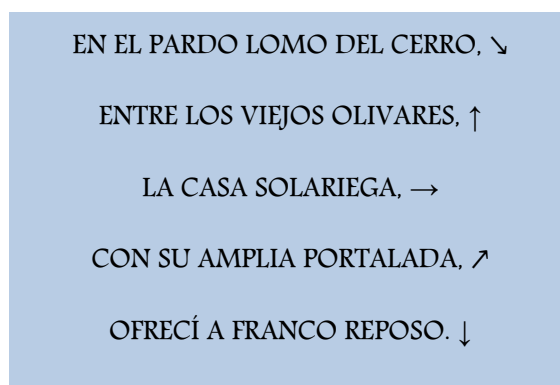 EN EL PARDO LOMO DEL CERRO, ↘
ENTRE LOS VIEJOS OLIVARES, ↑
LA CASA SOLARIEGA, →
CON SU AMPLIA PORTALADA, ↗
OFRECÍ A FRANCO REPOSO. ↓